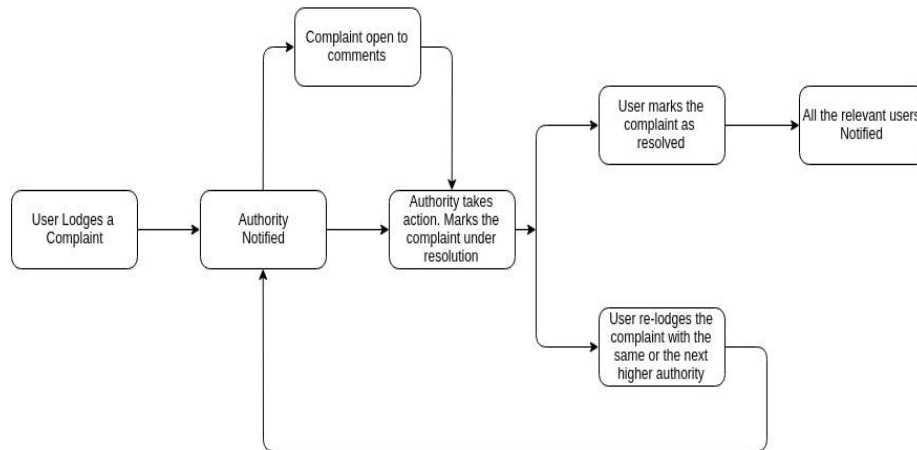 Complaint open to
comments
User marks the
complaint as
resolved
All the relevant users
Notified
User Lodges a
Complaint
Authority
Notified
Authority takes
action. Marks the
complaint under
resolution
User re-lodges the
complaint with the
same or the next
higher authority